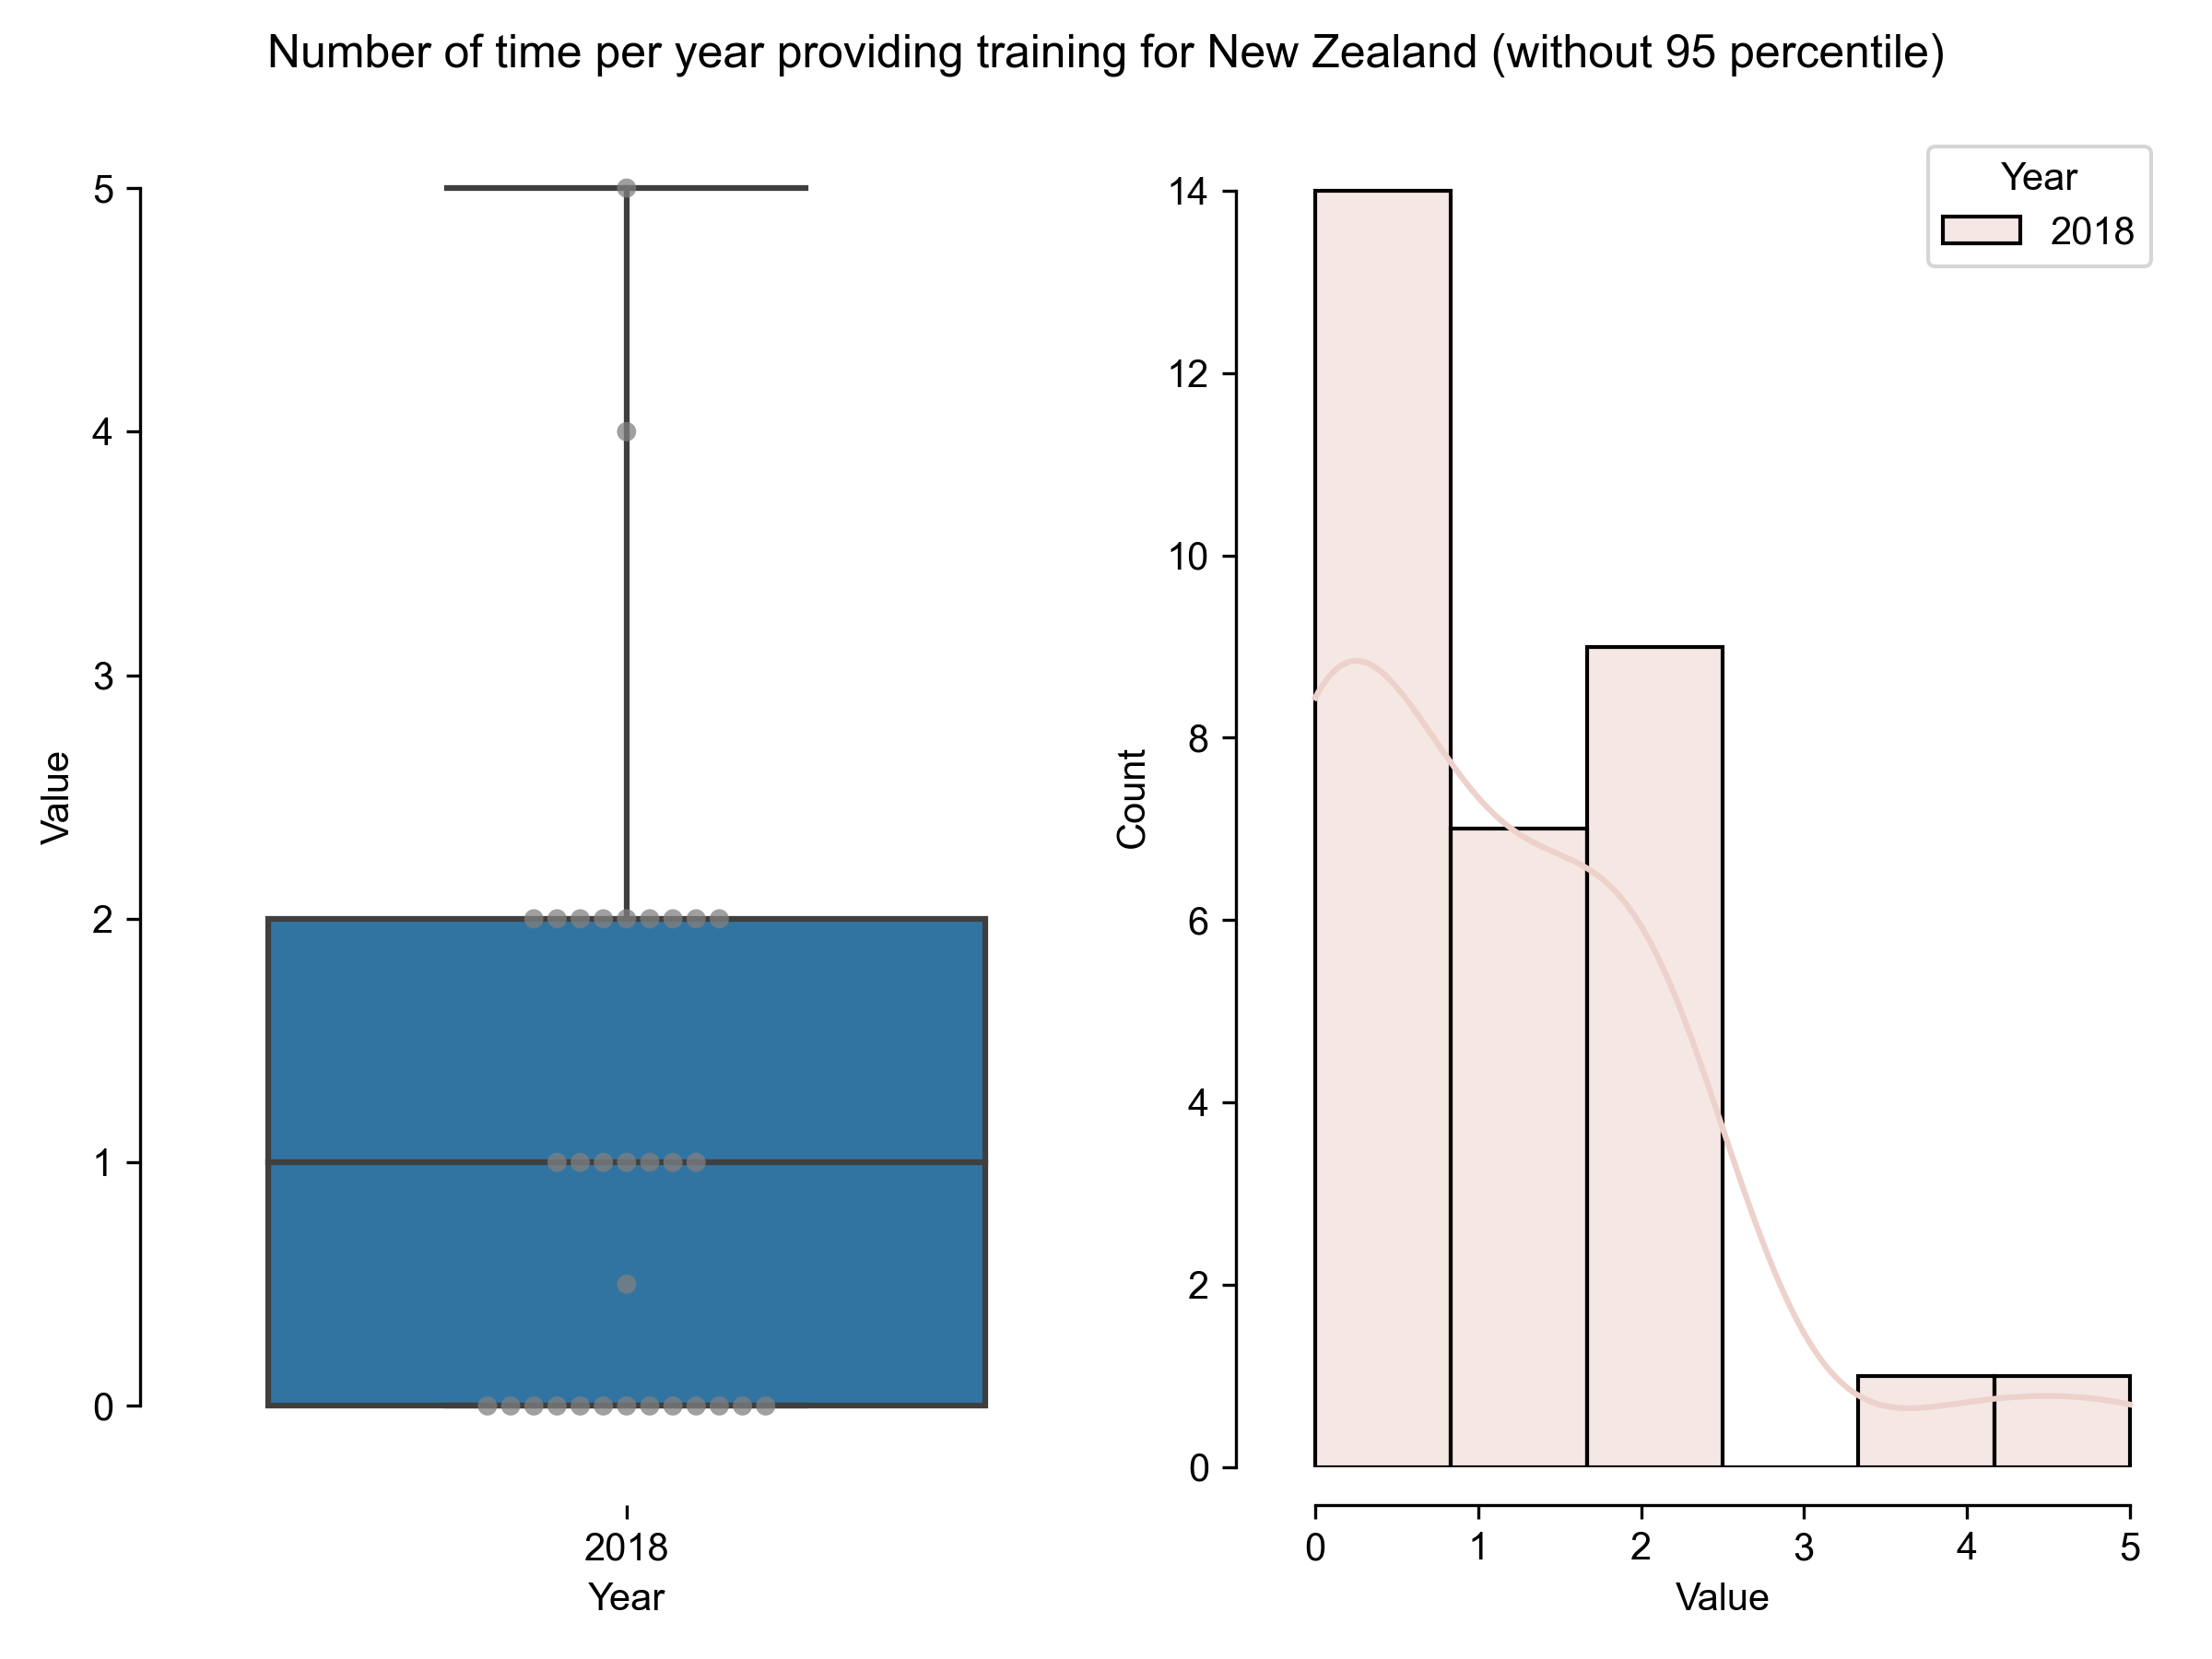 Number of time per year providing training for New Zealand (without 95 percentile)
5
4
3
2
1
0
Value
2018
Year
14
12
10
8
6
4
2
0
Count
0 1 2 3 4 5
Value
Year
2018